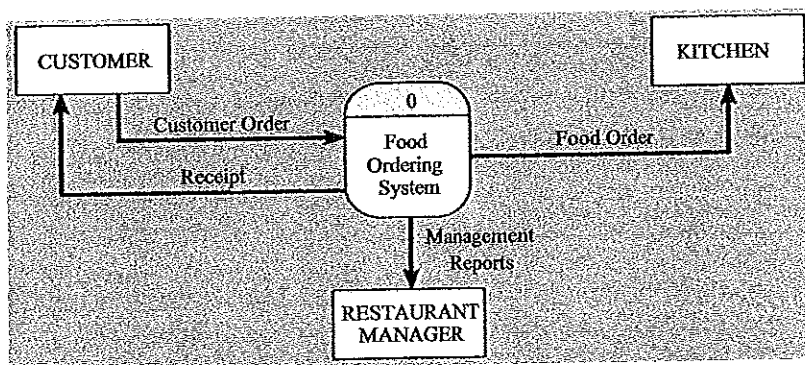 CUSTOMER
KITCHEN
0
Customer Order
Food
Ordering
System
Food Order
Receipt
Management
Reports
RESTAURANT
MANAGER